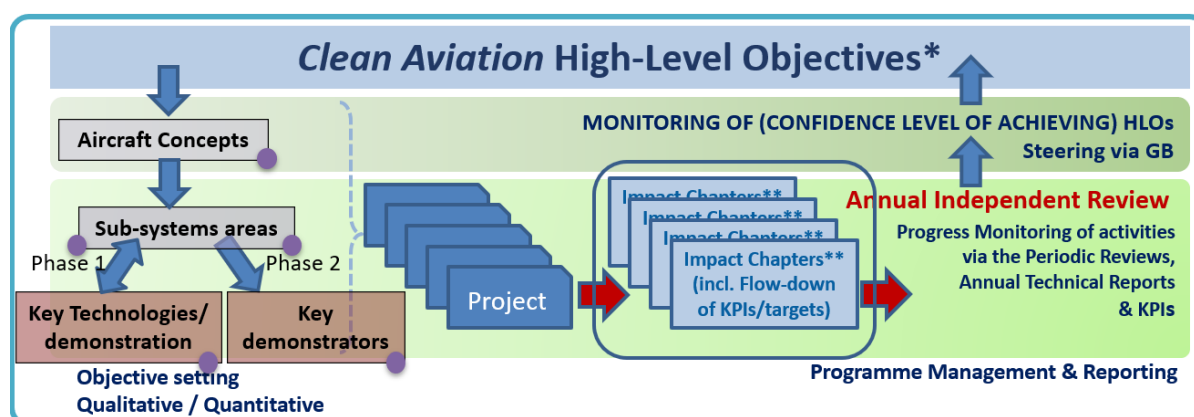 Clean Aviation High-Level Objectives*
Aircraft Concepts
MONITORING OF (CONFIDENCE LEVEL OF ACHIEVING) HLOs
Steering via GB
Sub-systems areas
Phase 1
Phase 2
Key Technologies/
demonstration
Key
demonstrators
Objective setting
Qualitative / Quantitative
Project
Impact Chapters**
Impact Chapters**
Impact Chapters**
Impact Chapters**
(incl. Flow-down
of KPIs/targets)
Annual Independent Review
Progress Monitoring of activities
via the Periodic Reviews,
Annual Technical Reports
& KPIs
Programme Management & Reporting